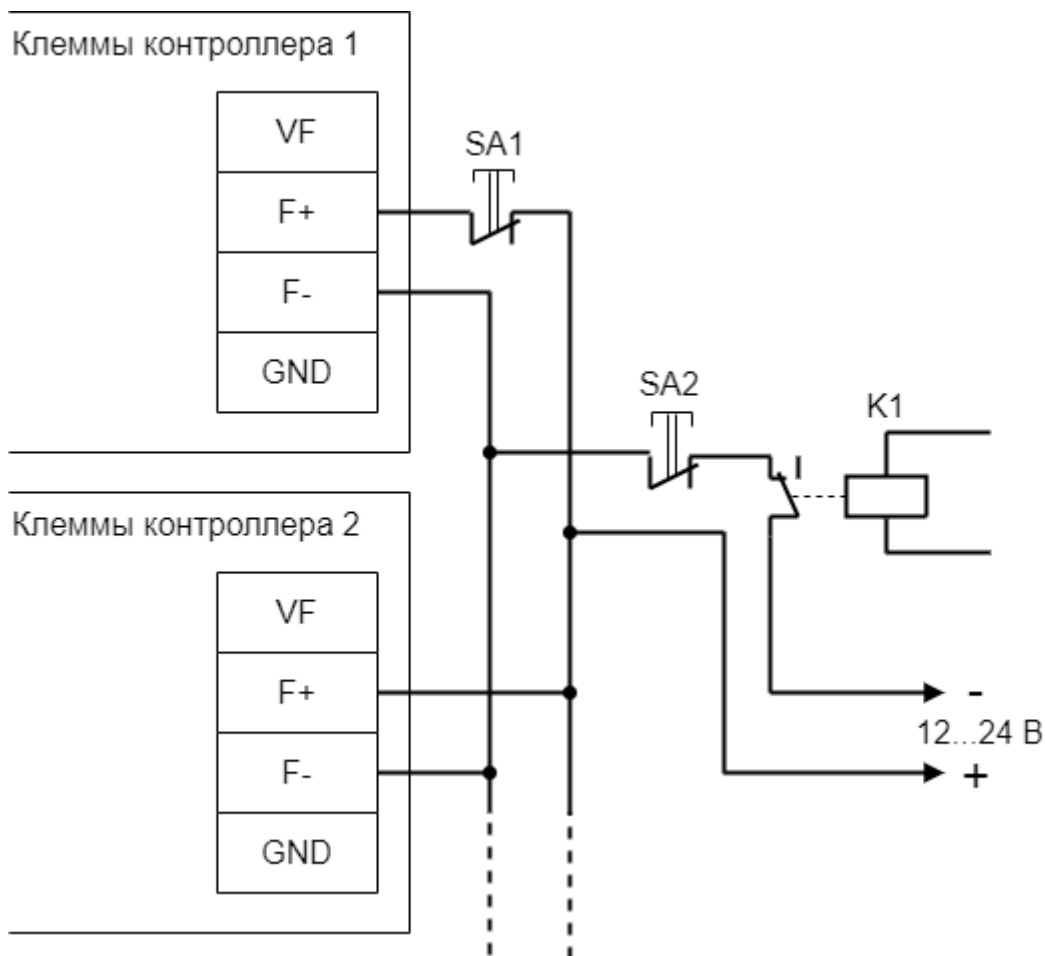 Клеммы контроллера 1
VF
SA1
F+
F-
GND
SA2
K1
Клеммы контроллера 2
VF
F+
-
12...24 В
F-
+
GND